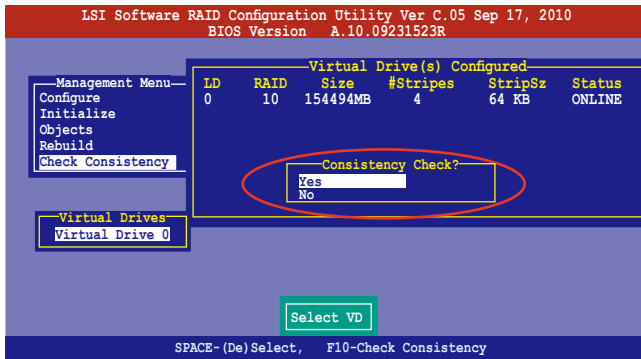 LSI Software RAID Configuration Utility Ver C.05 Sep 17, 2010
BIOS Version A.10.09231523R
Virtual Drive(s) Configured
LD RAID Size #Stripes StripSz Status
0 10 154494MB 4 64 KB ONLINE
Management Menu
Configure
Initialize
Objects
Rebuild
Check Consistency
Consistency Check?
Yes
No
Virtual Drives
Virtual Drive 0
Select VD
SPACE-(De)Select, F10-Check Consistency